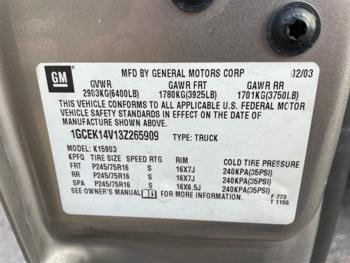 GM MFD BY GENERAL MOTORS CORP 12/03
GVWR GAWR FRT GAWR RR
2903KG(6400LB) 1780KG(3925LB) 1701KG(3750LB)
THIS VEHICLE CONFORMS TO ALL APPLICABLE U.S. FEDERAL MOTOR
VEHICLE SAFETY STANDARDS IN EFFECT ON THE DATE OF
MANUFACTURE SHOWN ABOVE.
1GCEK14V13Z265909 TYPE: TRUCK
MODEL: K15903
KPFQ TIRE SIZE SPEED RTG RIM COLD TIRE PRESSURE
FRT P245/75R16 S 16X7J 240KPA(35PSI)
RR P245/75R16 S 16X7J 240KPA(35PSI)
SPA P245/75R16 S 16X6.5J 240KPA(35PSI)
SEE OWNER'S MANUAL FOR MORE INFORMATION. F 773
T 1155